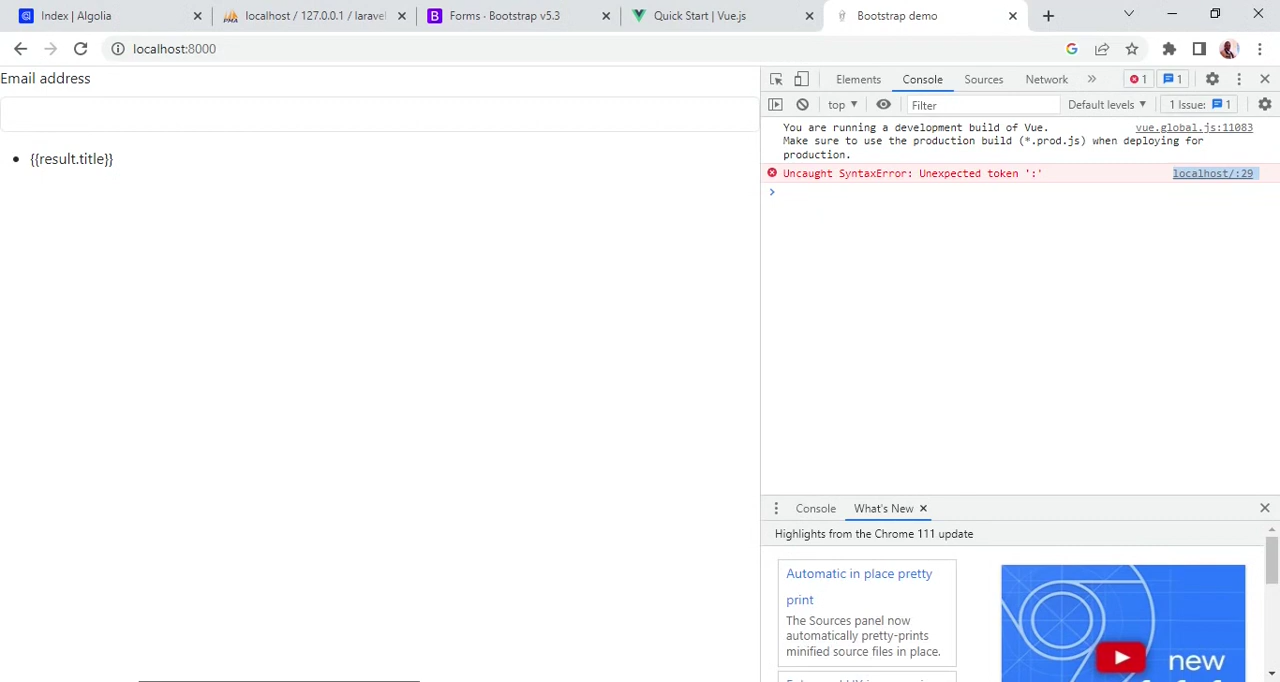 Index | Algolia
localhost / 127.0.0.1 / laravel
Forms · Bootstrap v5.3
Quick Start | Vue.js
Bootstrap demo
localhost:8000
Email address
{{result.title}}
Elements
Console
Sources
Network
1
1
top
Filter
Default levels
1 Issue:
1
You are running a development build of Vue.
vue.global.js:11083
Make sure to use the production build (*.prod.js) when deploying for
production.
Uncaught SyntaxError: Unexpected token ':'
localhost/:29
Console
What's New
Highlights from the Chrome 111 update
Automatic in place pretty
print
The Sources panel now
automatically pretty-prints
minified source files in place.
new